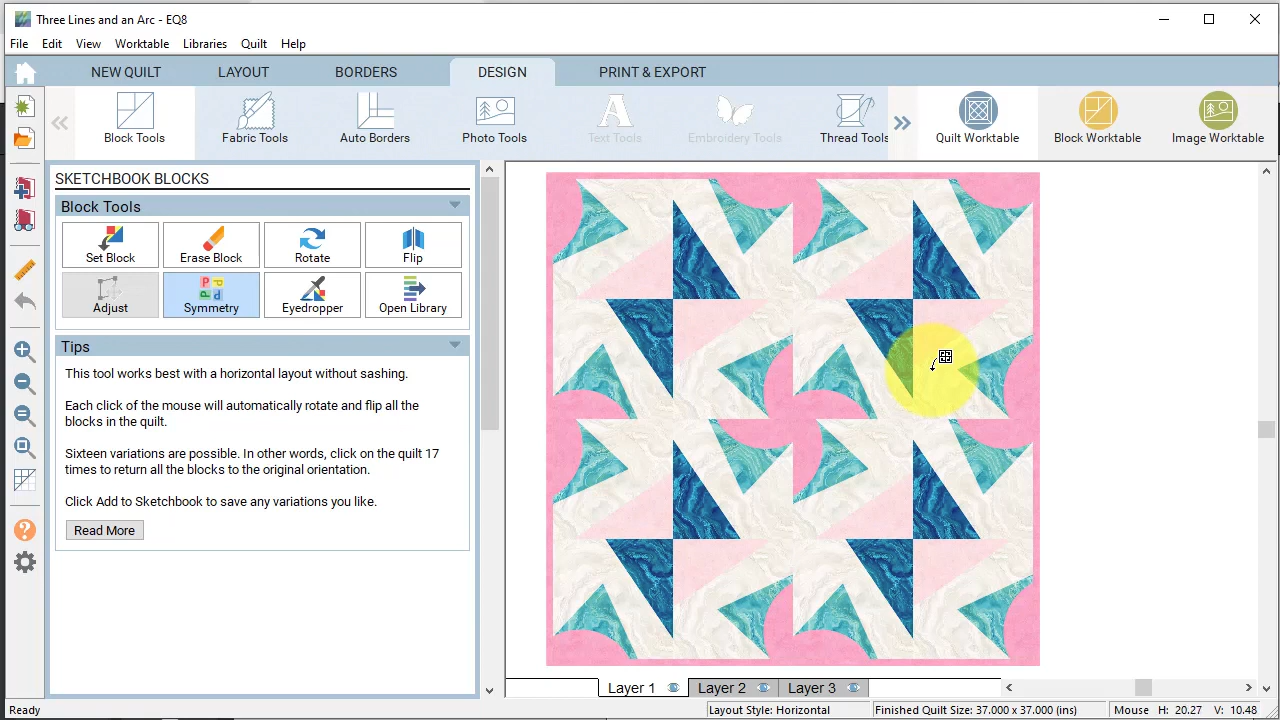 Three Lines and an Arc - EQ8
File Edit View Worktable Libraries Quilt Help
NEW QUILT LAYOUT BORDERS DESIGN PRINT & EXPORT
Block Tools Fabric Tools Auto Borders Photo Tools Text Tools Embroidery Tools Thread Tools Quilt Worktable Block Worktable Image Worktable
SKETCHBOOK BLOCKS
Block Tools
Set Block Erase Block Rotate Flip
Adjust Symmetry Eyedropper Open Library
Tips
This tool works best with a horizontal layout without sashing.
Each click of the mouse will automatically rotate and flip all the
blocks in the quilt.
Sixteen variations are possible. In other words, click on the quilt 17
times to return all the blocks to the original orientation.
Click Add to Sketchbook to save any variations you like.
Read More
Layer 1 Layer 2 Layer 3
Ready Layout Style: Horizontal Finished Quilt Size: 37.000 x 37.000 (ins) Mouse H: 20.27 V: 10.48